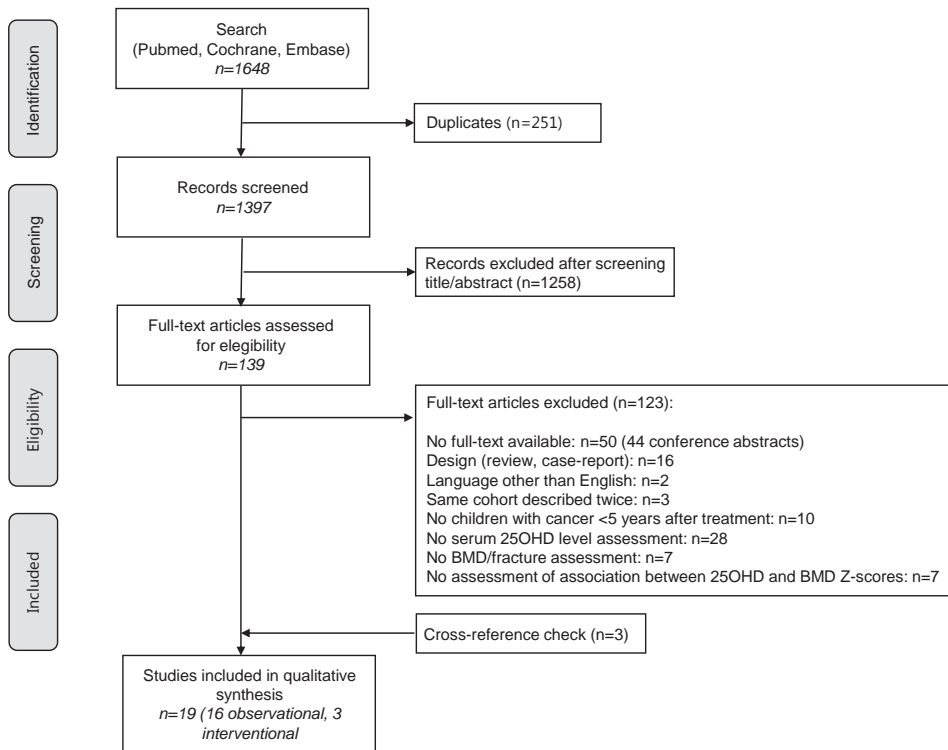 Identification
Search
(Pubmed, Cochrane, Embase)
n=1648
Duplicates (n=251)
Records screened
n=1397
Screening
Records excluded after screening
title/abstract (n=1258)
Full-text articles assessed
for elegibility
n=139
Eligibility
Full-text articles excluded (n=123):
No full-text available: n=50 (44 conference abstracts)
Design (review, case-report): n=16
Language other than English: n=2
Same cohort described twice: n=3
No children with cancer <5 years after treatment: n=10
No serum 25OHD level assessment: n=28
No BMD/fracture assessment: n=7
No assessment of association between 25OHD and BMD Z-scores: n=7
Included
Cross-reference check (n=3)
Studies included in qualitative
synthesis
n=19 (16 observational, 3
interventional